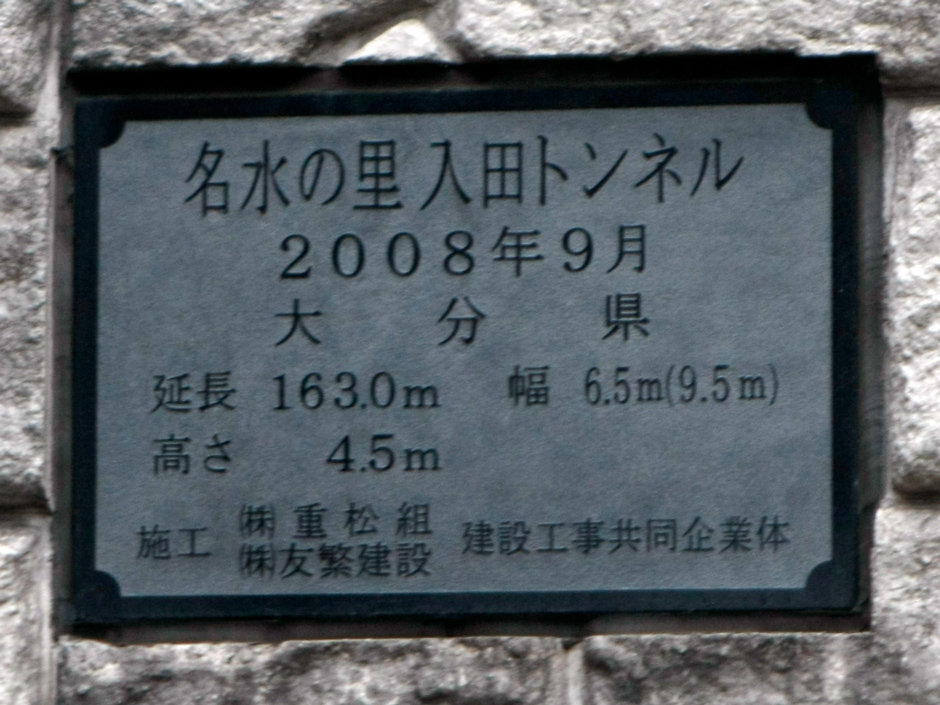 名水の里 入田トンネル
2008年9月
大分県
延長 163.0m 幅 6.5m(9.5m)
高さ 4.5m
施工 ㈱重松組 建設工事共同企業体
㈱友繁建設